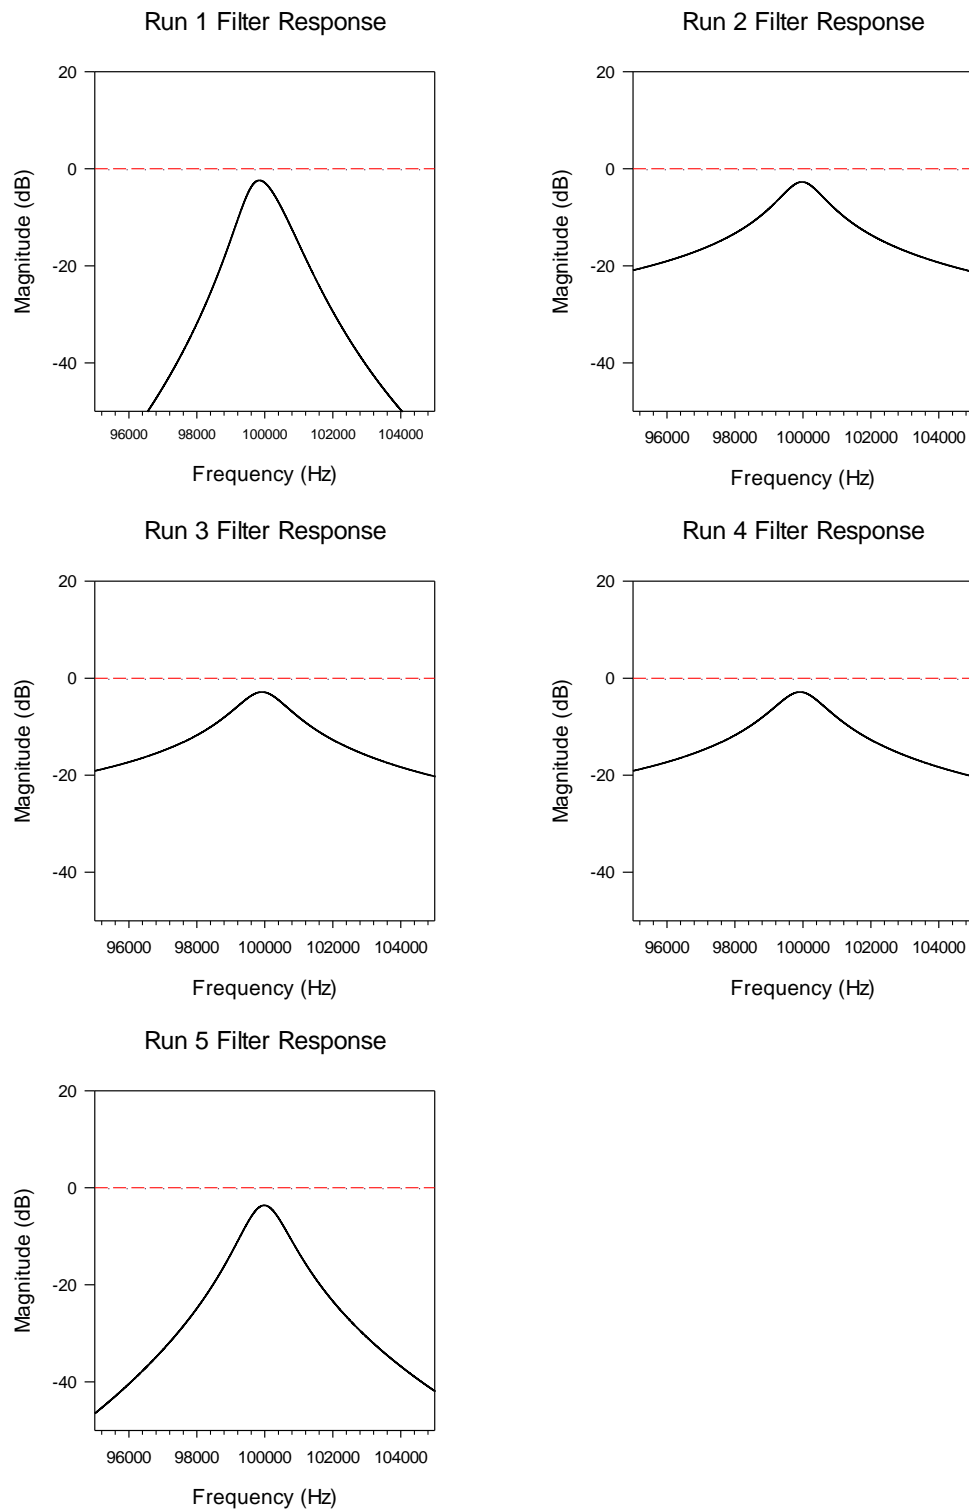 Run 1 Filter Response
20
0
-20
-40
Magnitude (dB)
96000 98000 100000 102000 104000
Frequency (Hz)
Run 2 Filter Response
20
0
-20
-40
Magnitude (dB)
96000 98000 100000 102000 104000
Frequency (Hz)
Run 3 Filter Response
20
0
-20
-40
Magnitude (dB)
96000 98000 100000 102000 104000
Frequency (Hz)
Run 4 Filter Response
20
0
-20
-40
Magnitude (dB)
96000 98000 100000 102000 104000
Frequency (Hz)
Run 5 Filter Response
20
0
-20
-40
Magnitude (dB)
96000 98000 100000 102000 104000
Frequency (Hz)